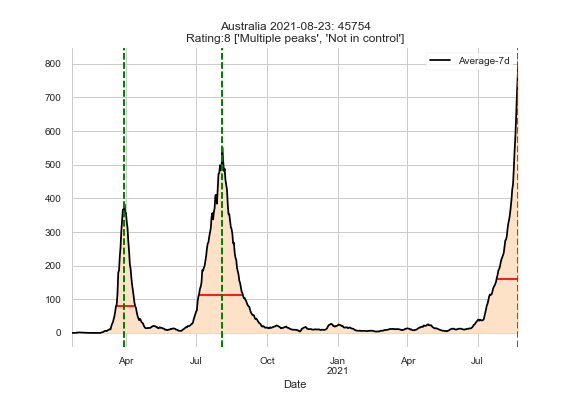 Australia 2021-08-23: 45754
Rating:8 ['Multiple peaks', 'Not in control']
Average-7d
800
700
600
500
400
300
200
100
0
Apr
Jul
Oct
Jan
2021
Apr
Jul
Date